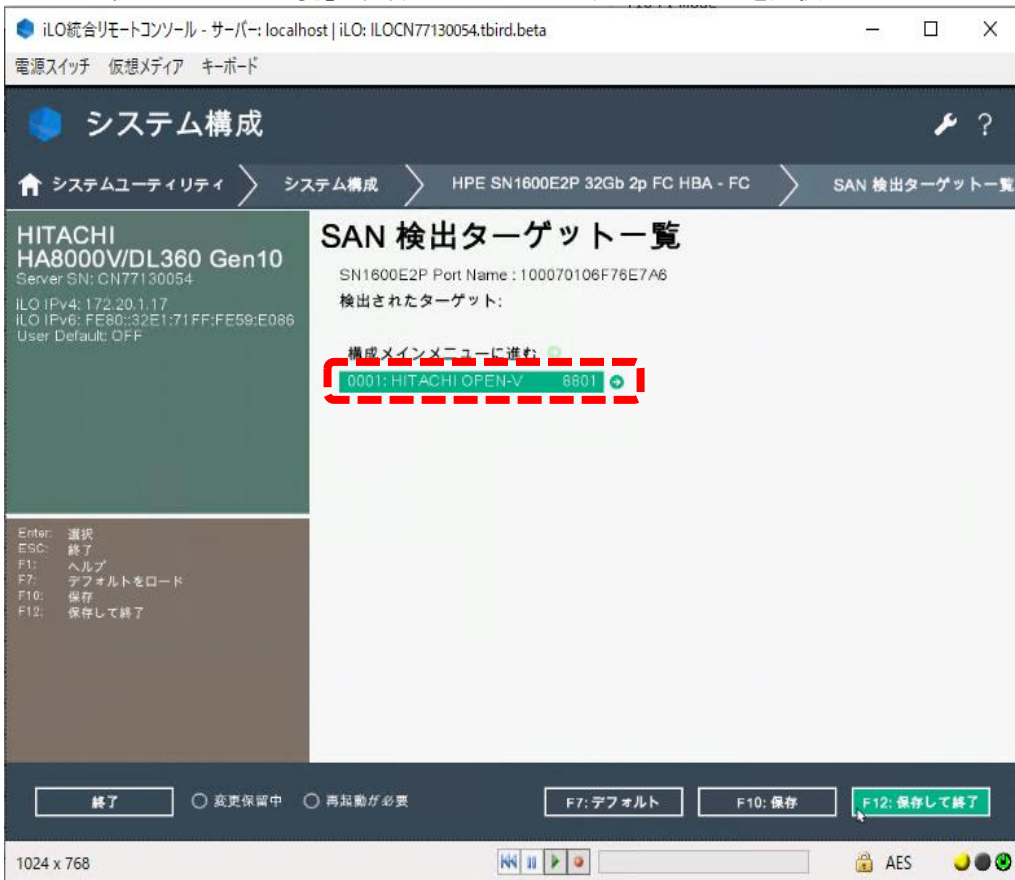 iLO統合リモートコンソール - サーバー: localhost | iLO: ILOCN77130054.tbird.beta
電源スイッチ 仮想メディア キーボード
システム構成
?
システムユーティリティ
システム構成
HPE SN1600E2P 32Gb 2p FC HBA - FC
SAN 検出ターゲット一覧
HITACHI
HA8000V/DL360 Gen10
Server SN: CN77130054
iLO IPv4: 172.20.1.17
iLO IPv6: FE80::32E1:71FF:FE59:E086
User Default: OFF
SAN 検出ターゲット一覧
SN1600E2P Port Name : 100070106F76E7A6
検出されたターゲット:
構成メインメニューに進む
0001: HITACHI OPEN-V 8801
Enter: 選択
ESC: 終了
F1: ヘルプ
F7: デフォルトをロード
F10: 保存
F12: 保存して終了
終了
変更保留中
再起動が必要
F7: デフォルト
F10: 保存
F12: 保存して終了
1024 x 768
AES